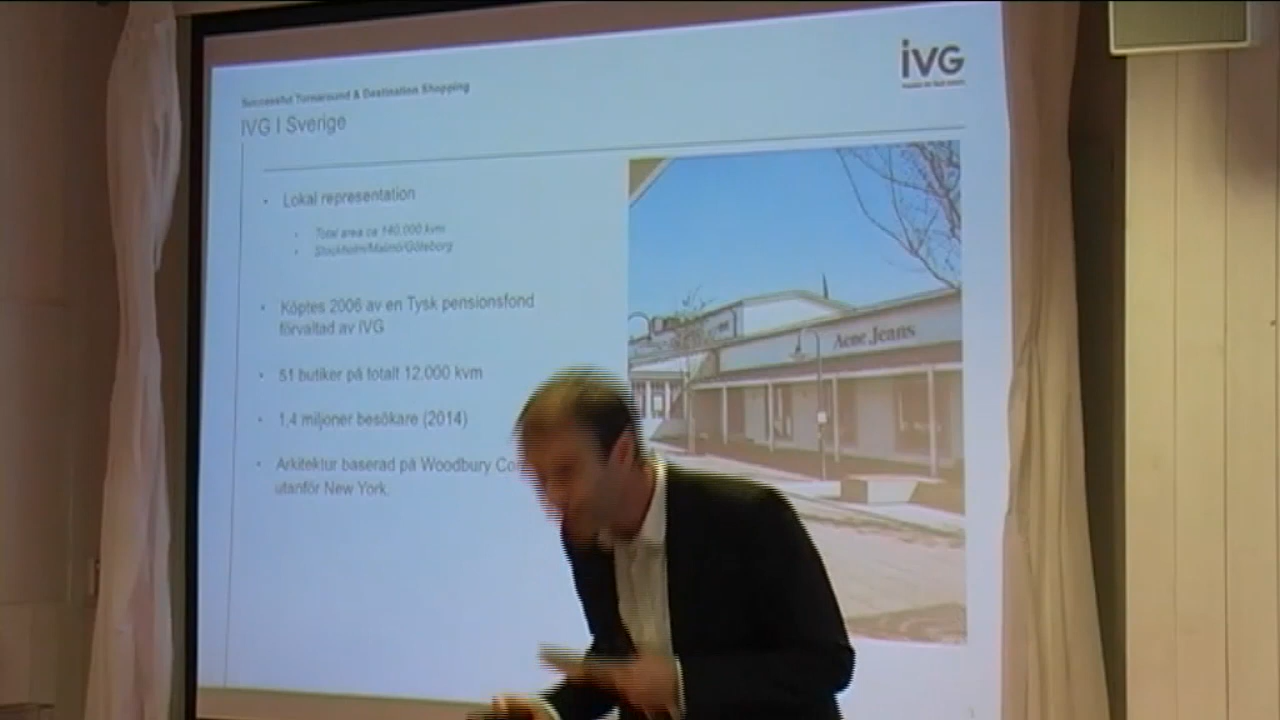 iVG
Successful Turnaround & Destination Shopping
IVG I Sverige
Lokal representation
Total area ca 140.000 kvm
Stockholm/Malmö/Göteborg
Köptes 2006 av en Tysk pensionsfond
förvaltad av IVG
51 butiker på totalt 12.000 kvm
1,4 miljoner besökare (2014)
Arkitektur baserad på Woodbury
utanför New York.
Acne Jeans